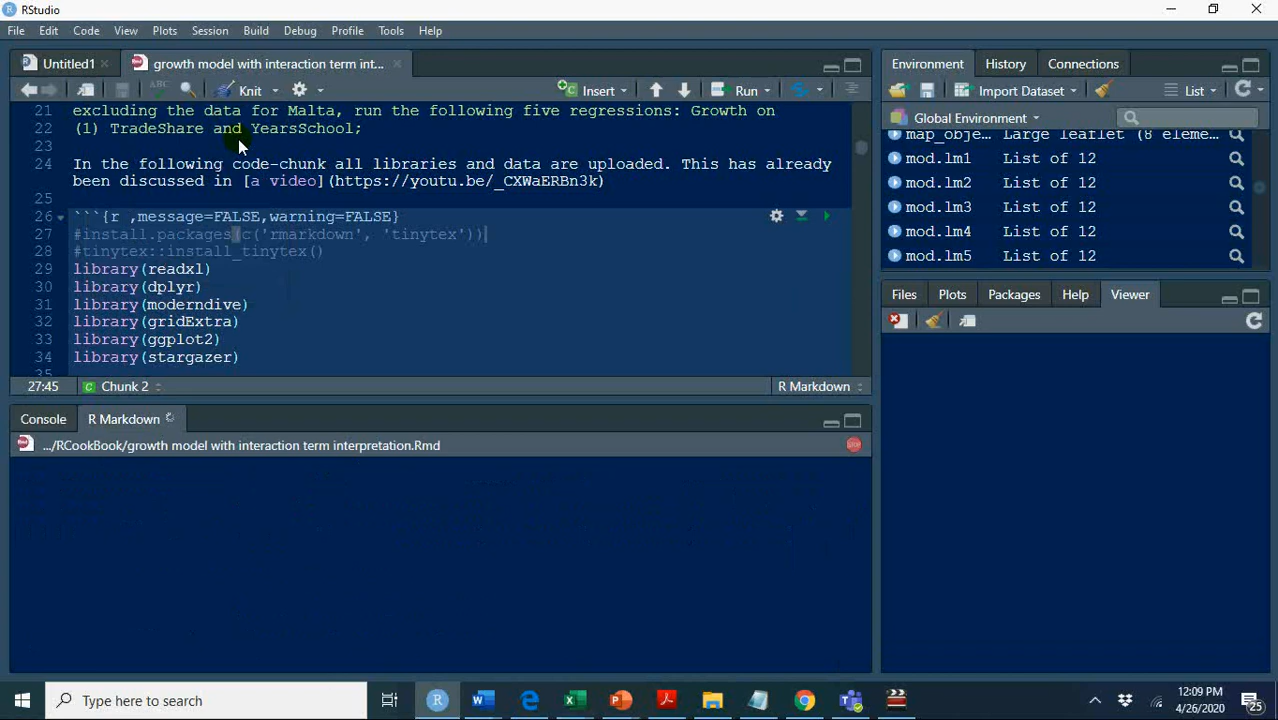 RStudio
File Edit Code View Plots Session Build Debug Profile Tools Help
Untitled1 growth model with interaction term int...
ABC Knit Insert Run
21 excluding the data for Malta, run the following five regressions: Growth on
22 (1) TradeShare and YearsSchool;
23
24 In the following code-chunk all libraries and data are uploaded. This has already
been discussed in [a video](https://youtu.be/_CXWaERBn3k)
25
26 ```{r ,message=FALSE,warning=FALSE}
27 #install.packages(c('rmarkdown', 'tinytex'))
28 #tinytex::install_tinytex()
29 library(readxl)
30 library(dplyr)
31 library(moderndive)
32 library(gridExtra)
33 library(ggplot2)
34 library(stargazer)
35
27:45 C Chunk 2 R Markdown
Console R Markdown
.../RCookBook/growth model with interaction term interpretation.Rmd
Environment History Connections
Import Dataset List
Global Environment
map_obje... Large leaflet (8 eleme...
mod.lm1 List of 12
mod.lm2 List of 12
mod.lm3 List of 12
mod.lm4 List of 12
mod.lm5 List of 12
Files Plots Packages Help Viewer
Type here to search
12:09 PM
4/26/2020
25